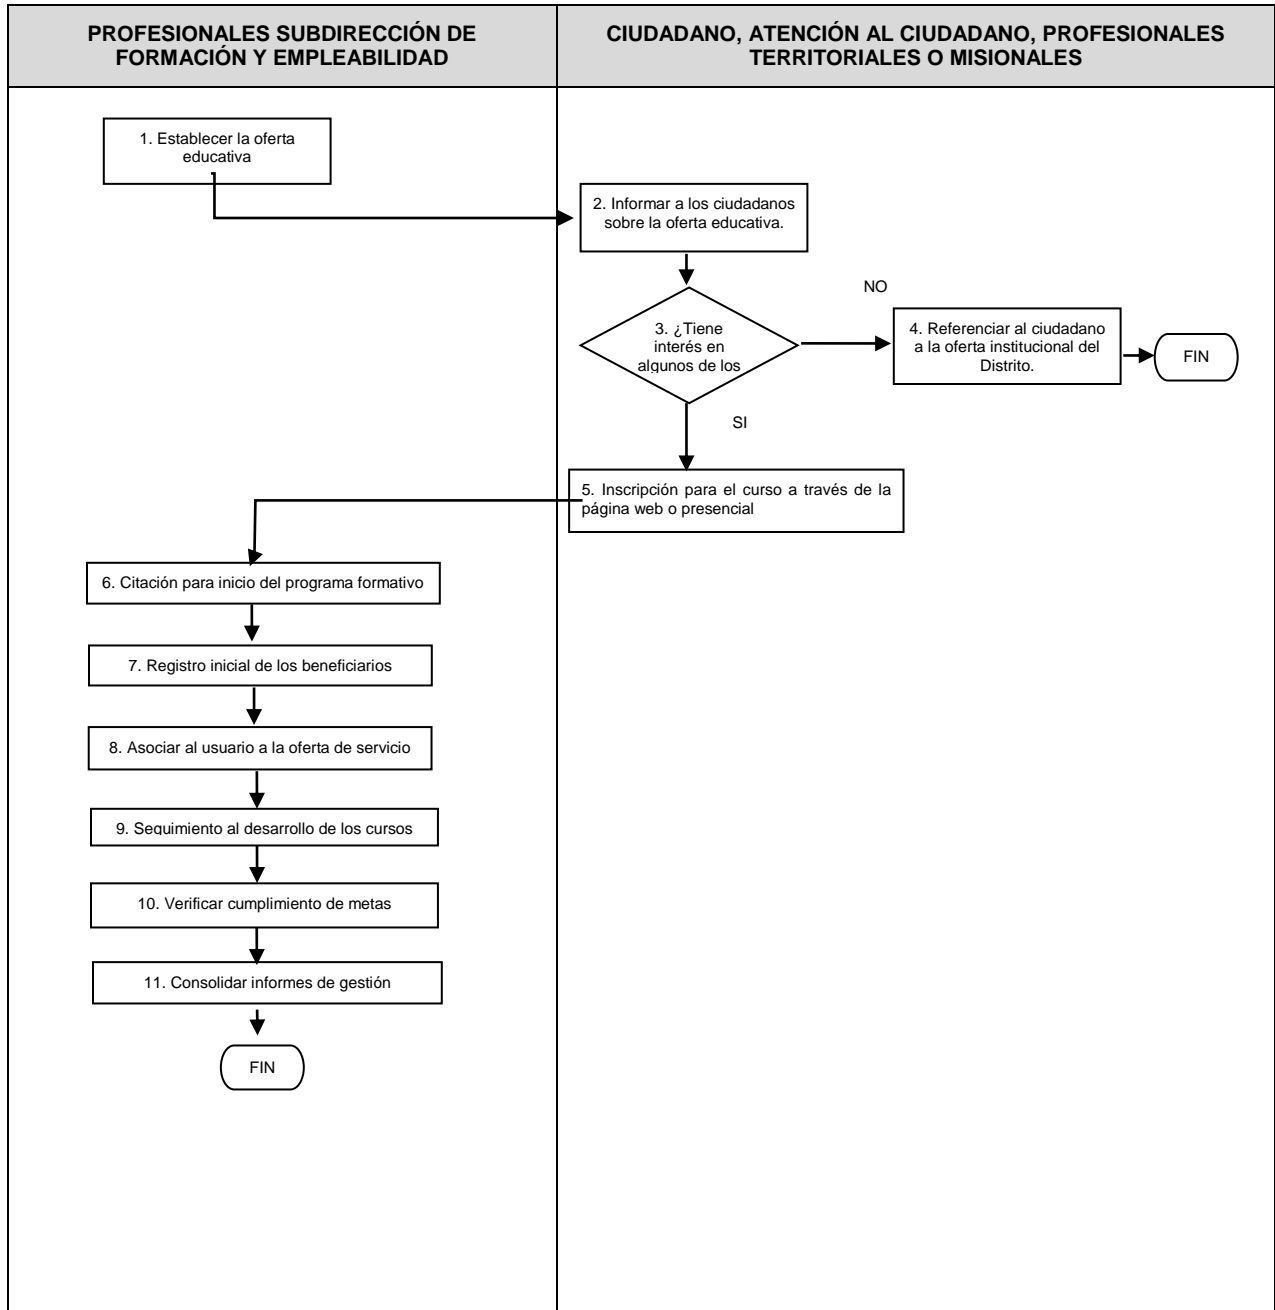 PROFESIONALES SUBDIRECCIÓN DE
FORMACIÓN Y EMPLEABILIDAD
CIUDADANO, ATENCIÓN AL CIUDADANO, PROFESIONALES
TERRITORIALES O MISIONALES
1. Establecer la oferta
educativa
2. Informar a los ciudadanos
sobre la oferta educativa.
3. ¿Tiene
interés en
algunos de los
NO
4. Referenciar al ciudadano
a la oferta institucional del
Distrito.
FIN
SI
5. Inscripción para el curso a través de la
página web o presencial
6. Citación para inicio del programa formativo
7. Registro inicial de los beneficiarios
8. Asociar al usuario a la oferta de servicio
9. Seguimiento al desarrollo de los cursos
10. Verificar cumplimiento de metas
11. Consolidar informes de gestión
FIN